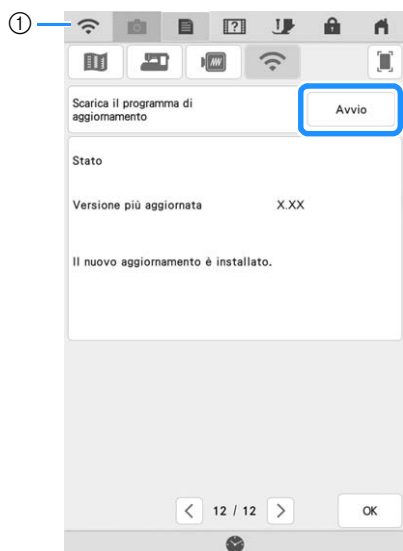 ①
?
Scarica il programma di
aggiornamento
Avvio
Stato
Versione più aggiornata X.XX
Il nuovo aggiornamento è installato.
< 12 / 12 >
OK